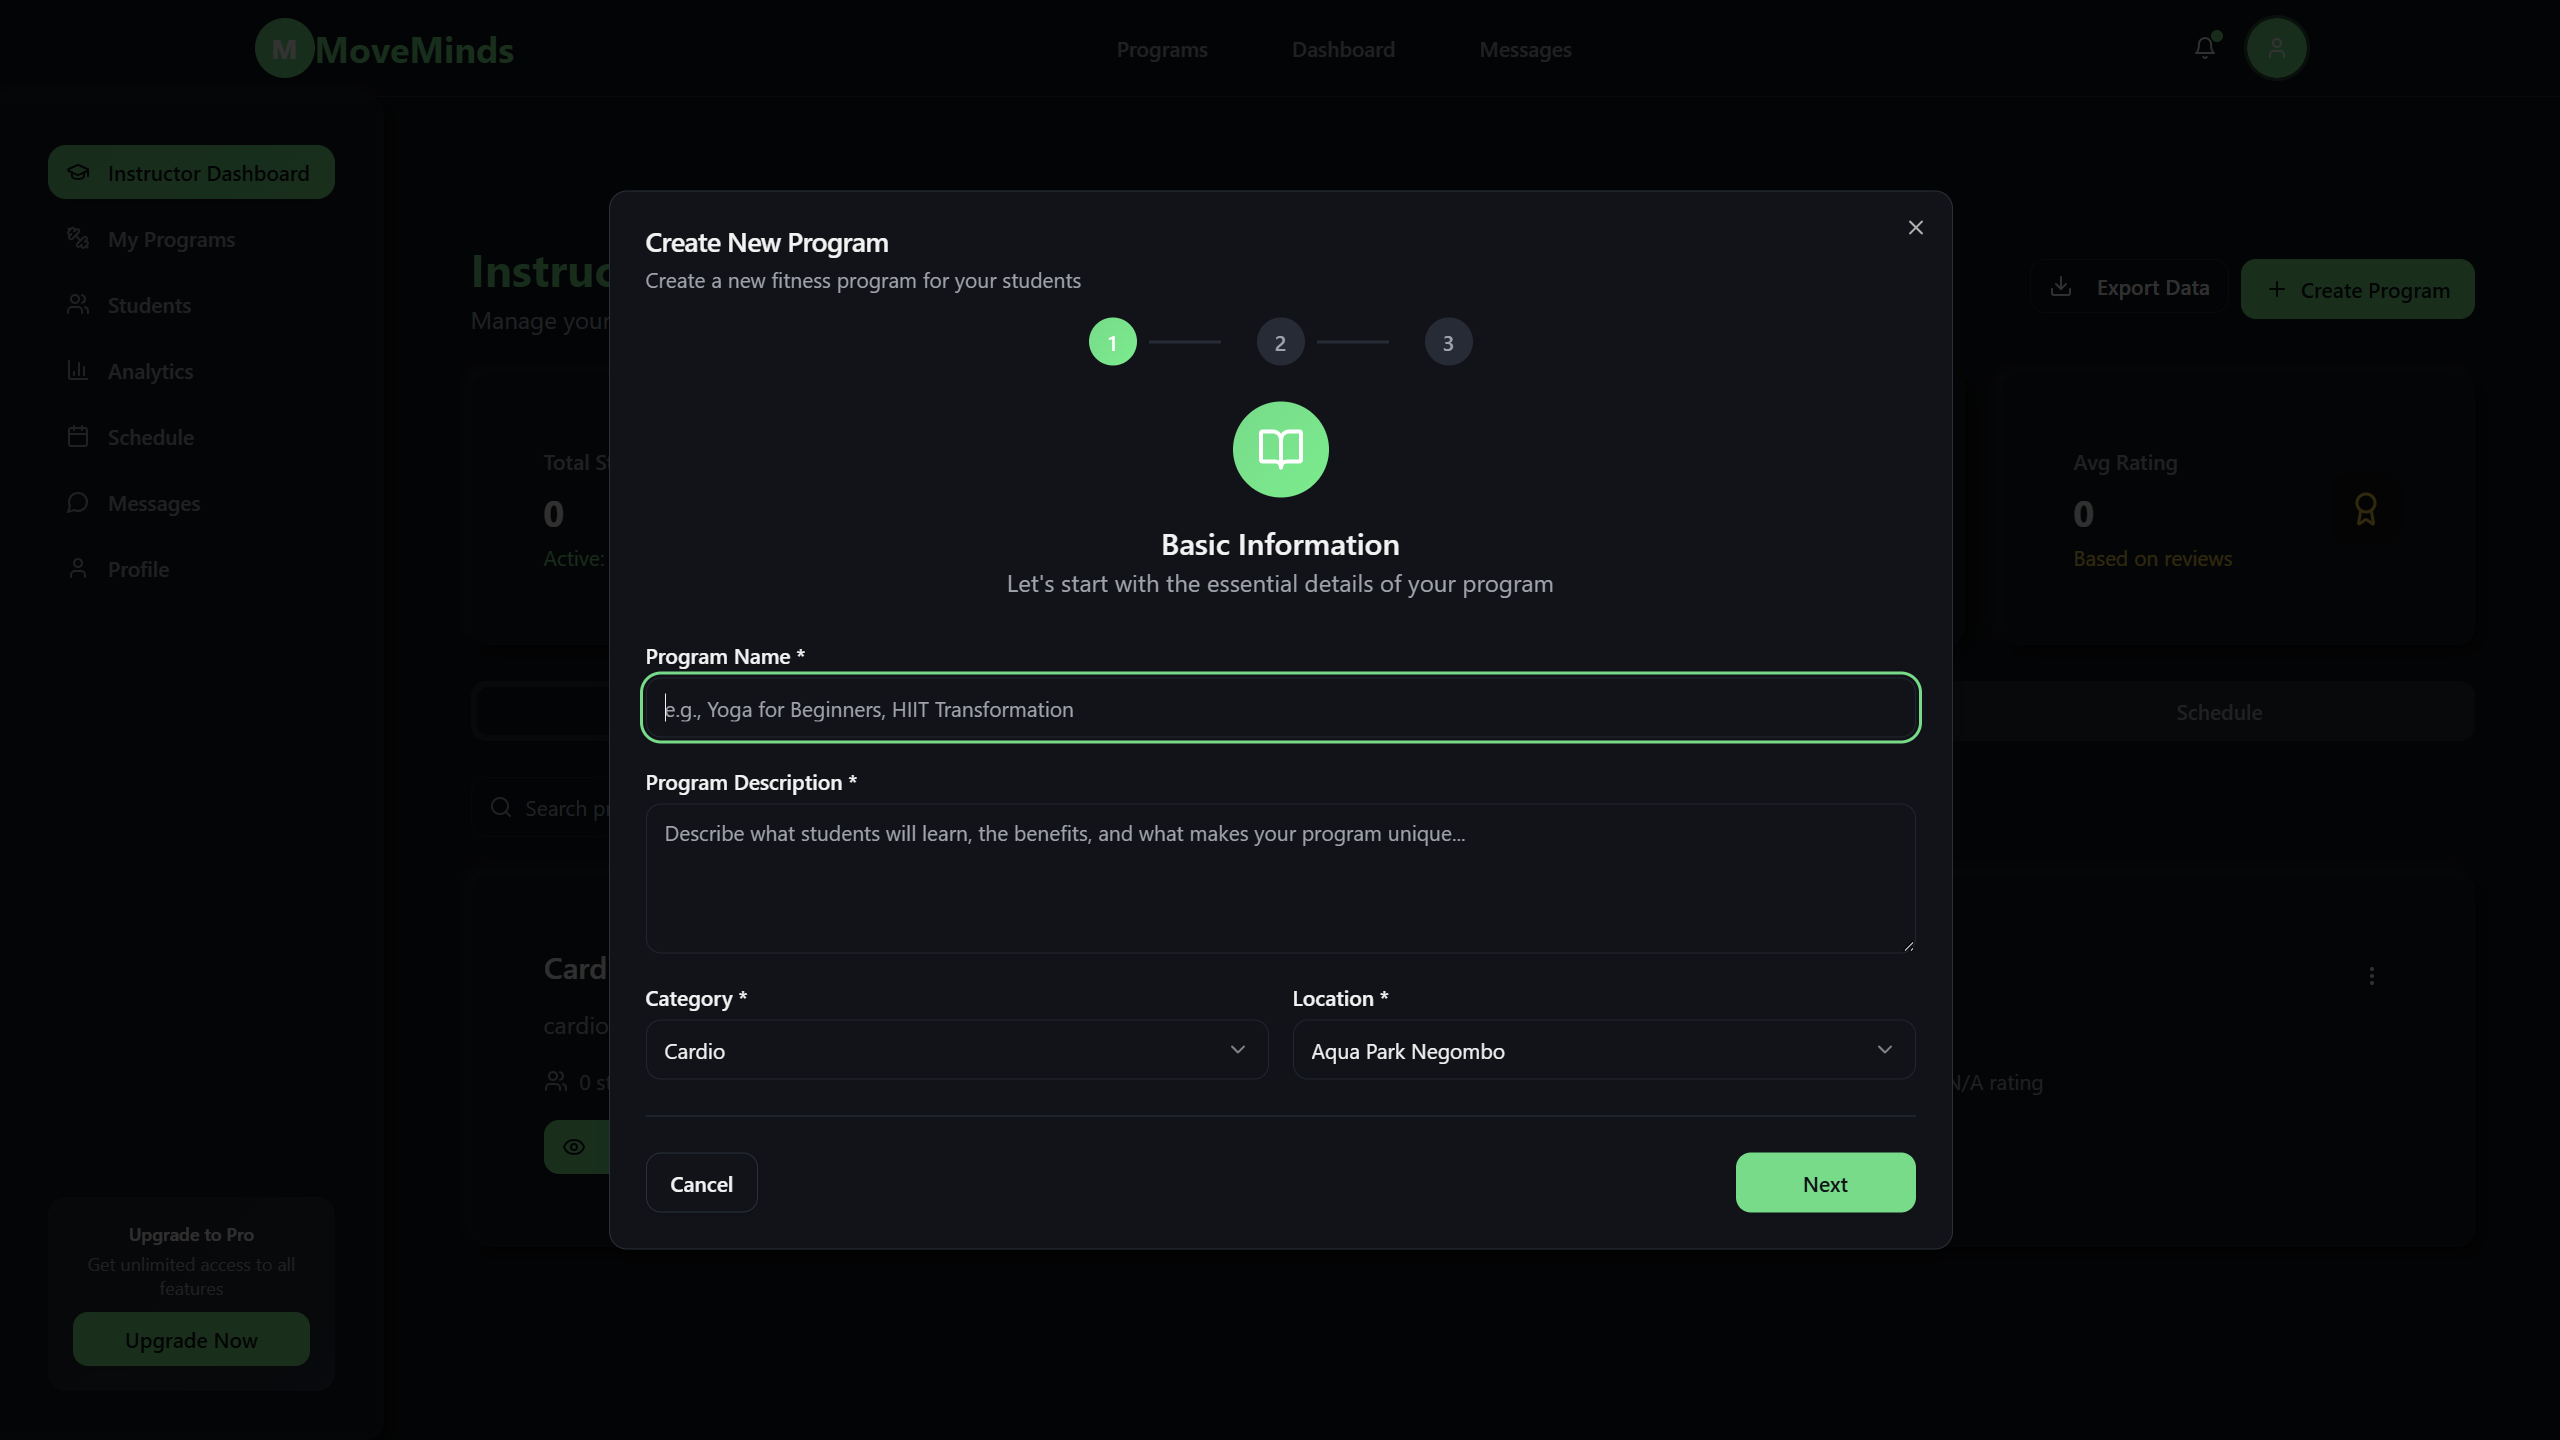 M MoveMinds
Programs
Dashboard
Messages
Instructor Dashboard
My Programs
Students
Analytics
Schedule
Messages
Profile
Upgrade to Pro
Get unlimited access to all
features
Upgrade Now
Manage your
Export Data
Create Program
0
Active:
Avg Rating
0
Based on reviews
Schedule
Search
cardio
0
N/A rating
Create New Program
Create a new fitness program for your students
1
2
3
Basic Information
Let's start with the essential details of your program
Program Name *
e.g., Yoga for Beginners, HIIT Transformation
Program Description *
Describe what students will learn, the benefits, and what makes your program unique...
Category *
Location *
Cardio
Aqua Park Negombo
Cancel
Next